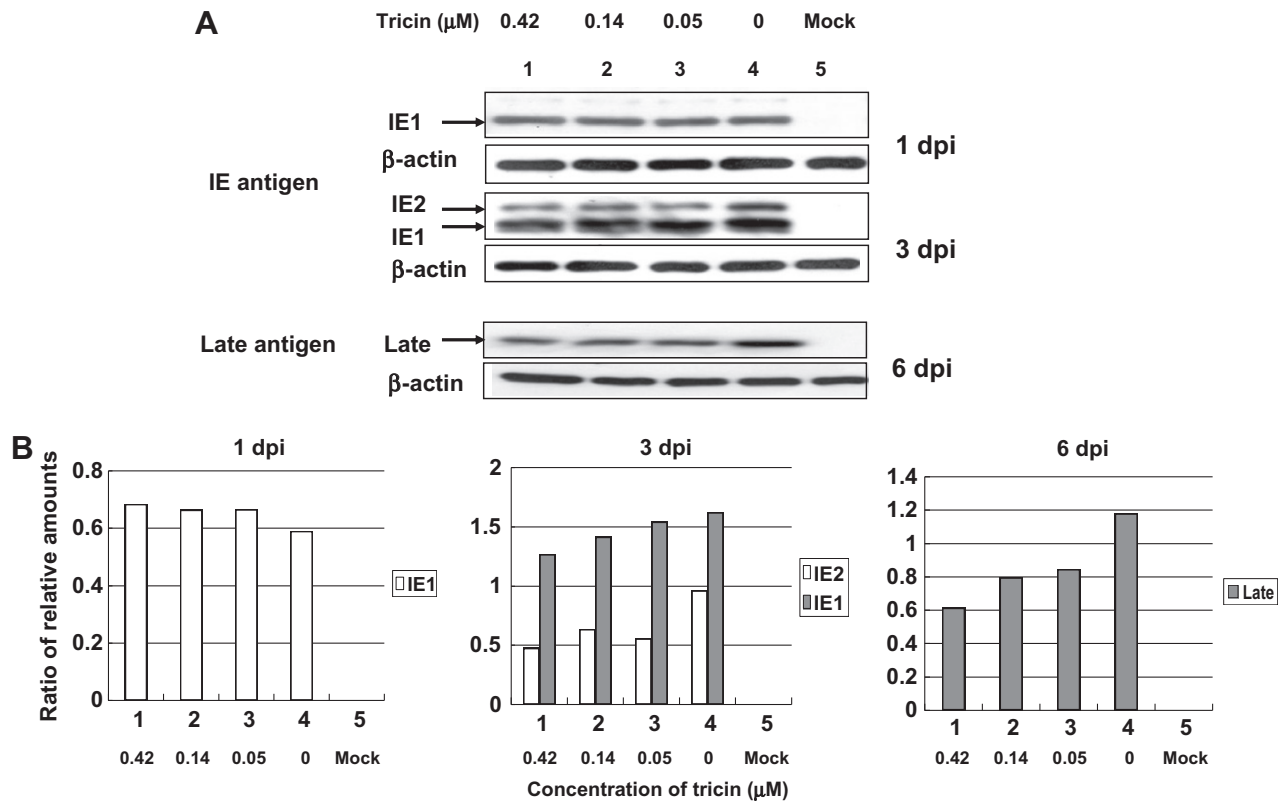 A
Tricin (μM) 0.42 0.14 0.05 0 Mock
1 2 3 4 5
IE1
β-actin
1 dpi
IE antigen
IE2
IE1
β-actin
3 dpi
Late antigen
Late
β-actin
6 dpi
B
1 dpi
Ratio of relative amounts
0.8
0.6
0.4
0.2
0
IE1
1 2 3 4 5
0.42 0.14 0.05 0 Mock
3 dpi
2
1.5
1
0.5
0
IE2
IE1
1 2 3 4 5
0.42 0.14 0.05 0 Mock
Concentration of tricin (μM)
6 dpi
1.4
1.2
1
0.8
0.6
0.4
0.2
0
Late
1 2 3 4 5
0.42 0.14 0.05 0 Mock